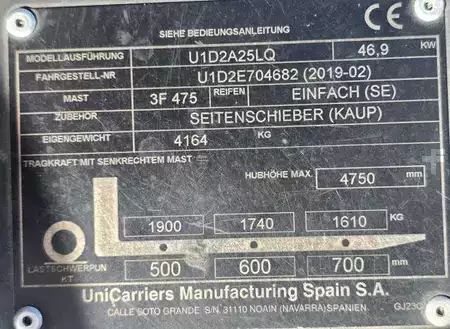 SIEHE BEDIENUNGSANLEITUNG
MODELLAUSFÜHRUNG U1D2A25LQ 46,9 KW
FAHRGESTELL-NR U1D2E704682 (2019-02)
MAST 3F 475 REIFEN EINFACH (SE)
ZUBEHÖR SEITENSCHIEBER (KAUP)
EIGENGEWICHT 4164 KG
TRAGKRAFT MIT SENKRECHTEM MAST
HUBHÖHE MAX. 4750 mm
1900 1740 1610 KG
LASTSCHWERPUN
KT
500 600 700 mm
UniCarriers Manufacturing Spain S.A.
CALLE SOTO GRANDE S/N 31110 NOAIN (NAVARRA) SPANIEN